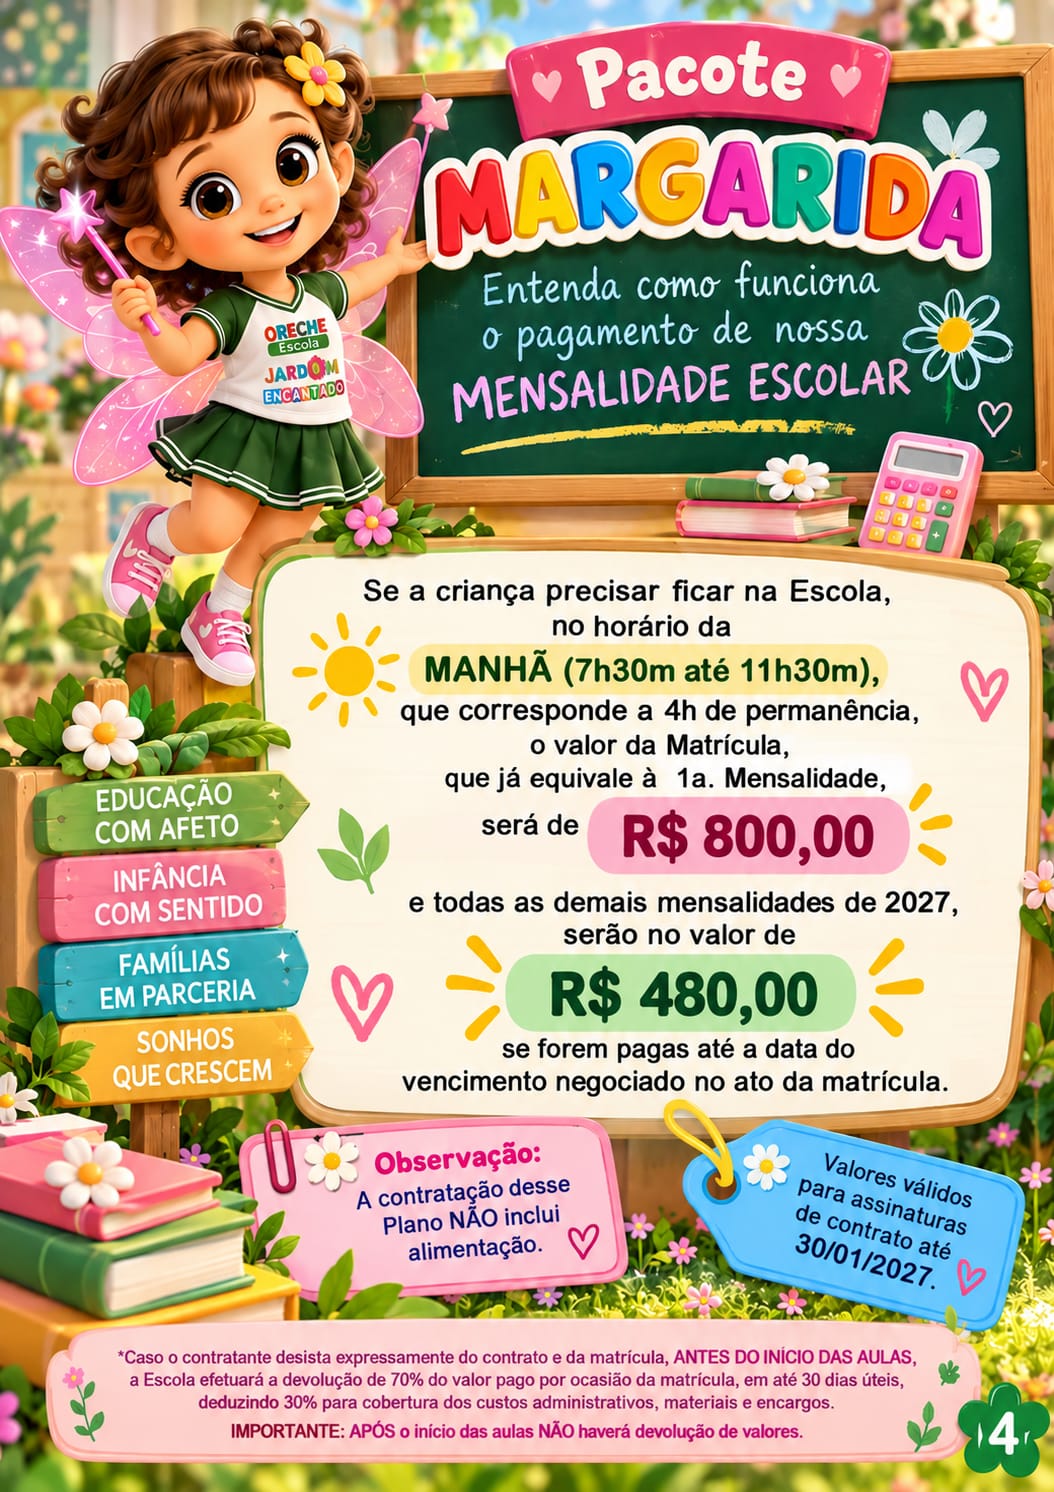 Pacote
MARGARIDA
Entenda como funciona
o pagamento de nossa
MENSALIDADE ESCOLAR
ORECHE
Escola
JARDOM
ENCANTADO
Se a criança precisar ficar na Escola,
no horário da
MANHÃ (7h30m até 11h30m),
que corresponde a 4h de permanência,
o valor da Matrícula,
que já equivale à 1a. Mensalidade,
será de R$ 800,00
e todas as demais mensalidades de 2027,
serão no valor de
R$ 480,00
se forem pagas até a data do
vencimento negociado no ato da matrícula.
EDUCAÇÃO
COM AFETO
INFÂNCIA
COM SENTIDO
FAMÍLIAS
EM PARCERIA
SONHOS
QUE CRESCEM
Observação:
A contratação desse
Plano NÃO inclui
alimentação.
Valores válidos
para assinaturas
de contrato até
30/01/2027.
*Caso o contratante desista expressamente do contrato e da matrícula, ANTES DO INÍCIO DAS AULAS,
a Escola efetuará a devolução de 70% do valor pago por ocasião da matrícula, em até 30 dias úteis,
deduzindo 30% para cobertura dos custos administrativos, materiais e encargos.
IMPORTANTE: APÓS o início das aulas NÃO haverá devolução de valores.
4